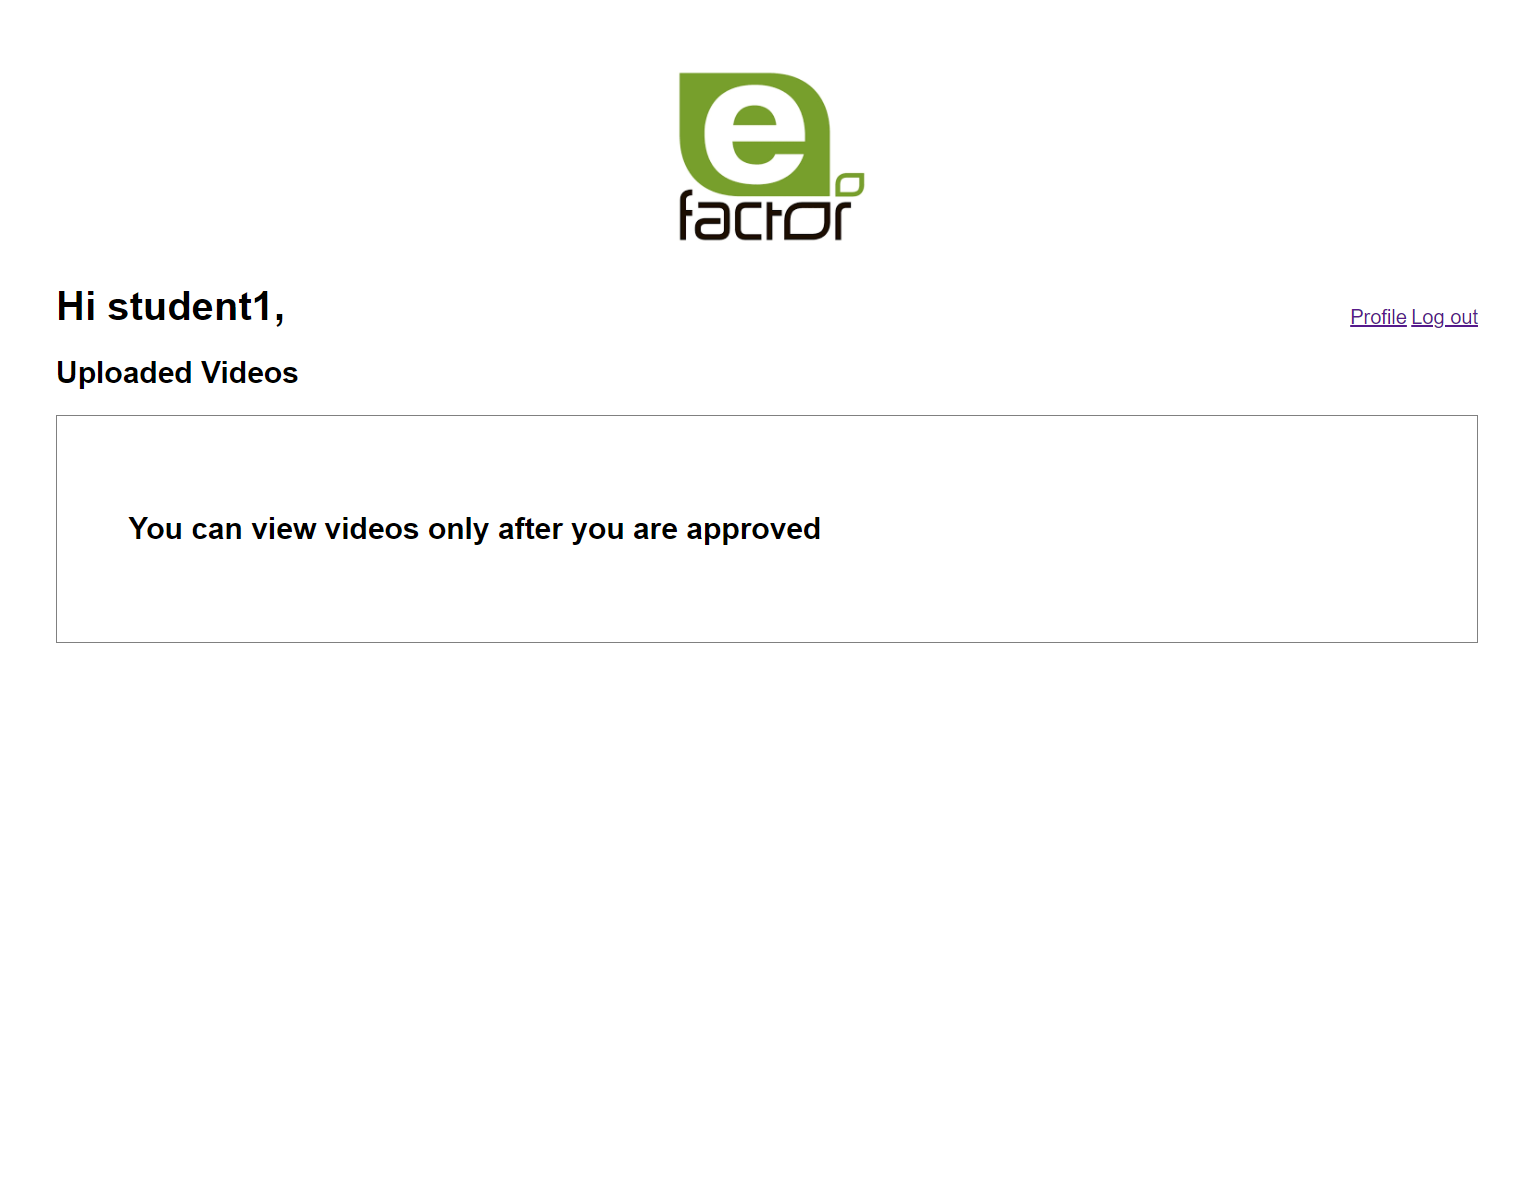 e
factor
Hi student1,
Profile Log out
Uploaded Videos
You can view videos only after you are approved